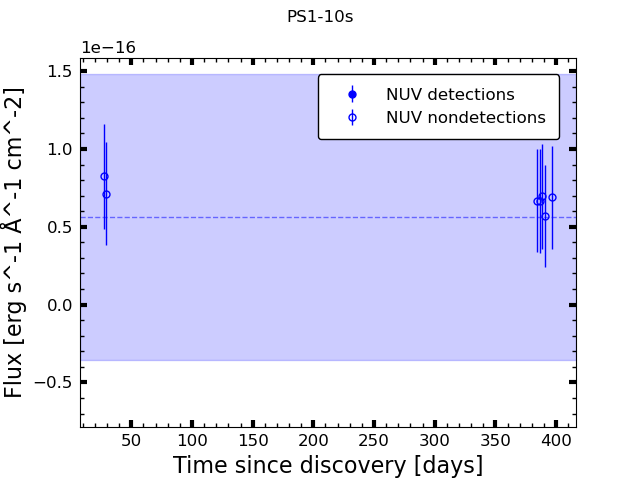 PS1-10s
1e−16
1.5
1.0
0.5
0.0
−0.5
Flux [erg s^-1 Å^-1 cm^-2]
NUV detections
NUV nondetections
50 100 150 200 250 300 350 400
Time since discovery [days]